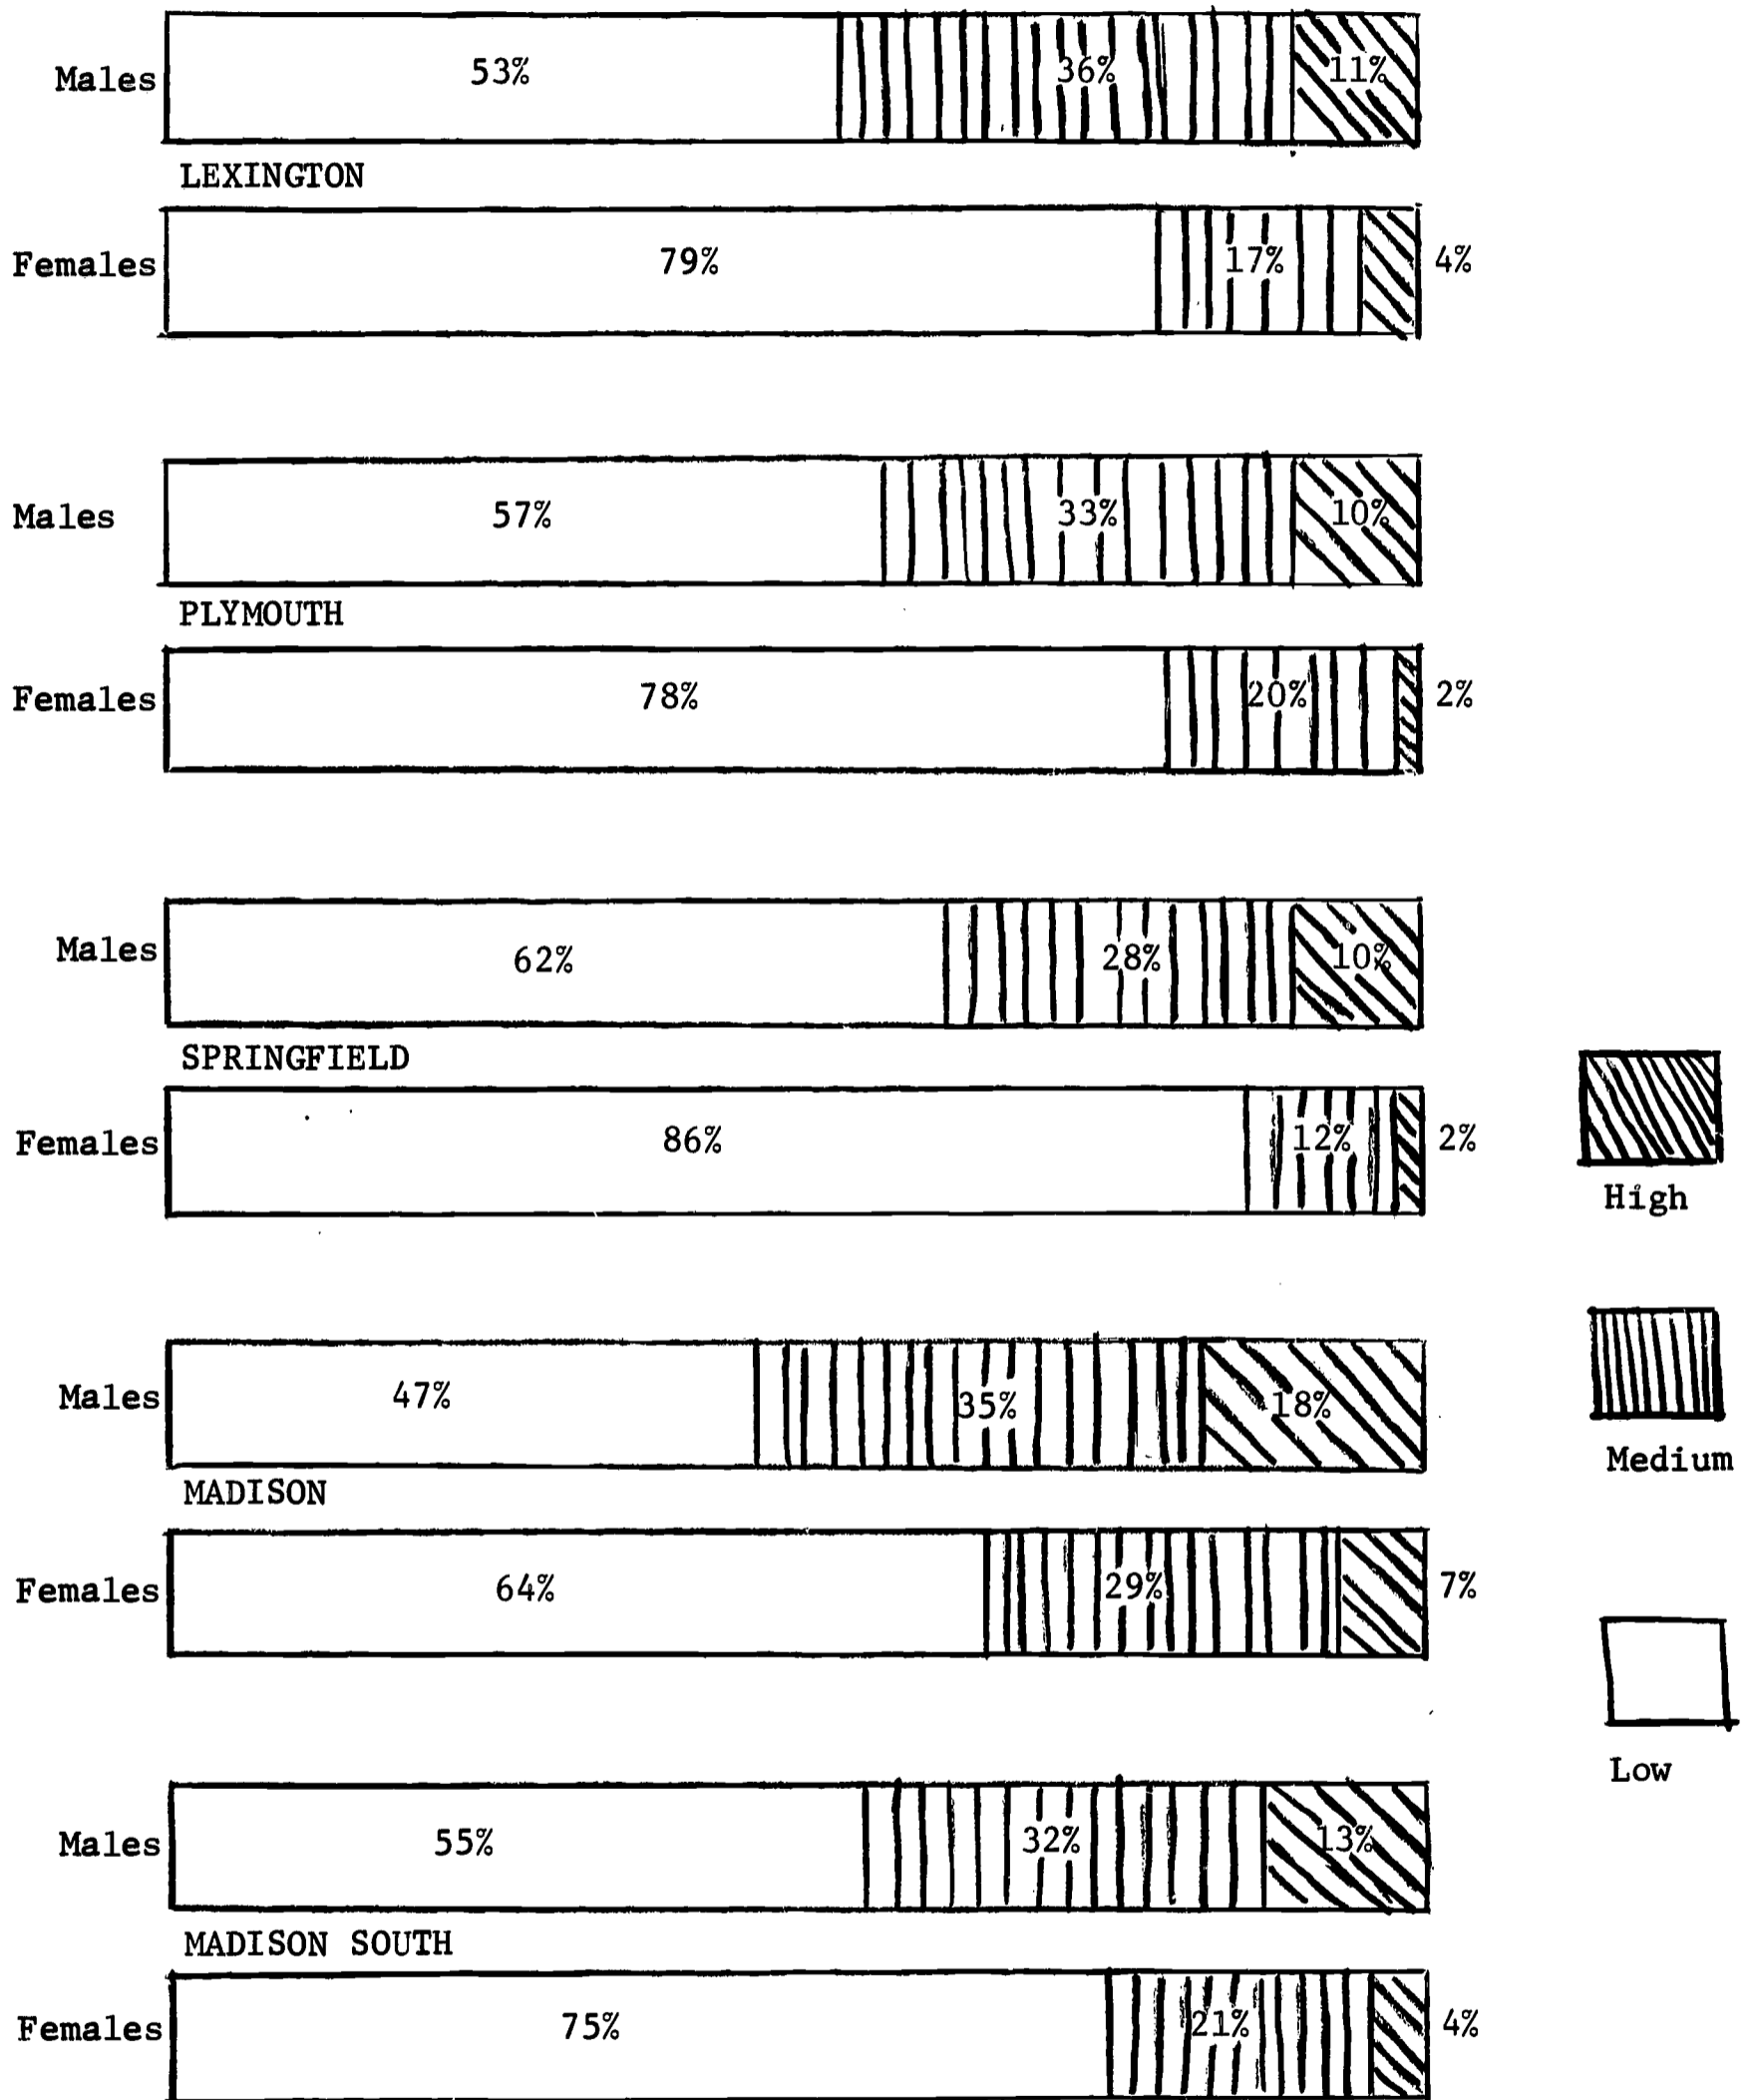 Males 53% 36% 11%
LEXINGTON
Females 79% 17% 4%
Males 57% 33% 10%
PLYMOUTH
Females 78% 20% 2%
Males 62% 28% 10%
SPRINGFIELD
Females 86% 12% 2%
High
Males 47% 35% 18%
Medium
MADISON
Females 64% 29% 7%
Low
Males 55% 32% 13%
MADISON SOUTH
Females 75% 21% 4%